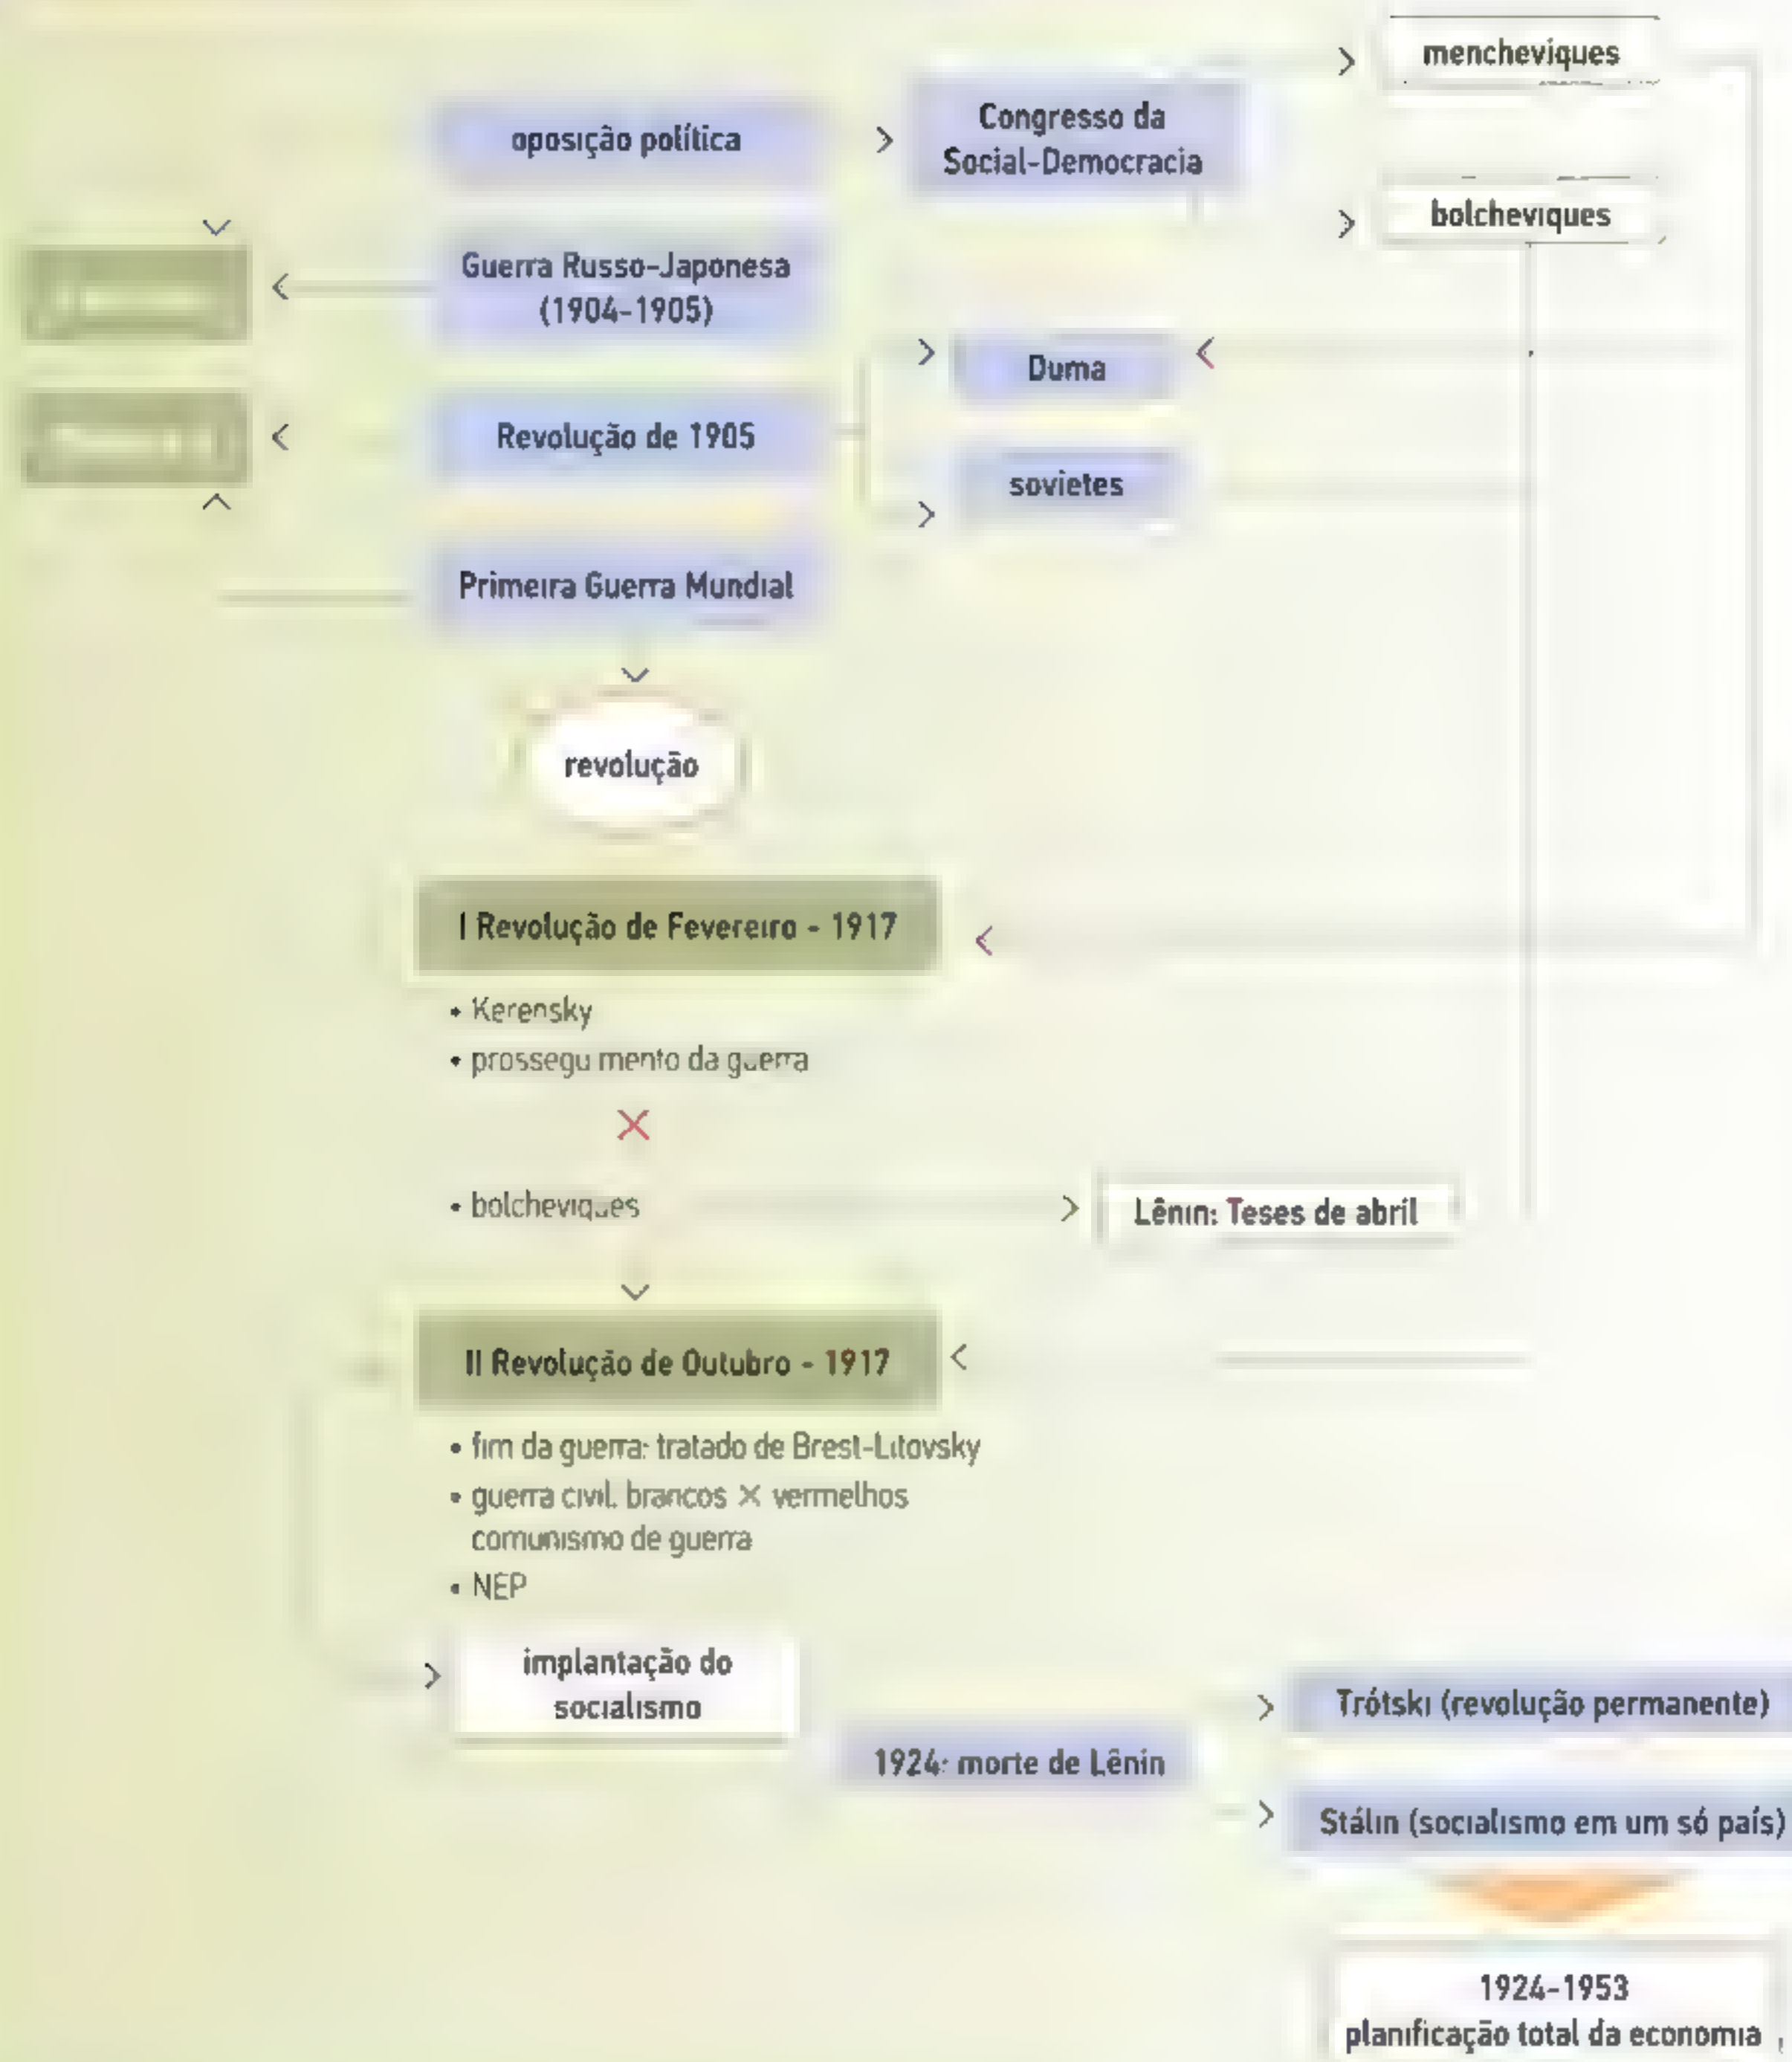 mencheviques
oposição política
Congresso da
Social-Democracia
bolcheviques
Guerra Russo-Japonesa
(1904-1905)
Duma
Revolução de 1905
sovietes
Primeira Guerra Mundial
revolução
I Revolução de Fevereiro - 1917
• Kerensky
• prosseguimento da guerra
×
• bolcheviques
Lênin: Teses de abril
II Revolução de Outubro - 1917
• fim da guerra: tratado de Brest-Litovsky
• guerra civil: brancos × vermelhos
comunismo de guerra
• NEP
implantação do
socialismo
1924: morte de Lênin
Trótski (revolução permanente)
Stálin (socialismo em um só país)
1924-1953
planificação total da economia